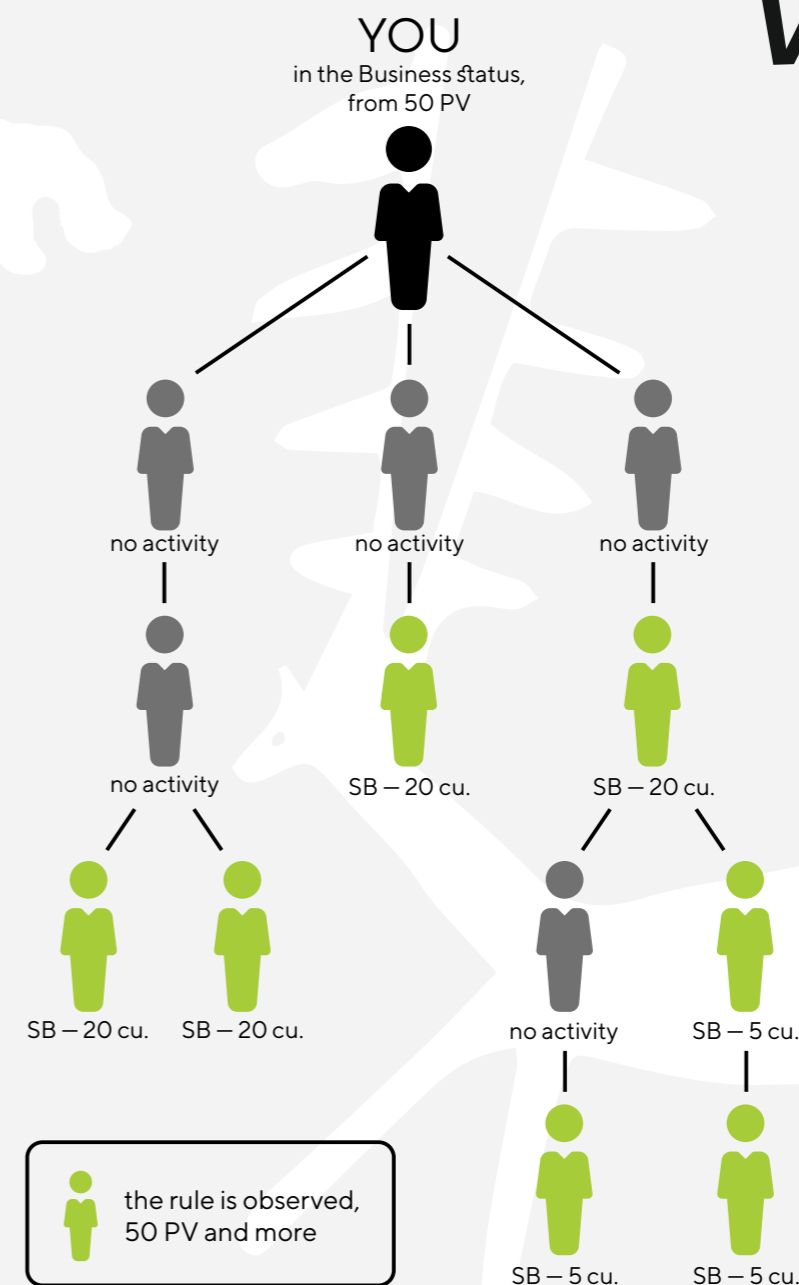 YOU
in the Business status,
from 50 PV
no activity
no activity
no activity
no activity
SB – 20 cu.
SB – 20 cu.
SB – 20 cu.
SB – 20 cu.
no activity
SB – 5 cu.
the rule is observed,
50 PV and more
SB – 5 cu.
SB – 5 cu.